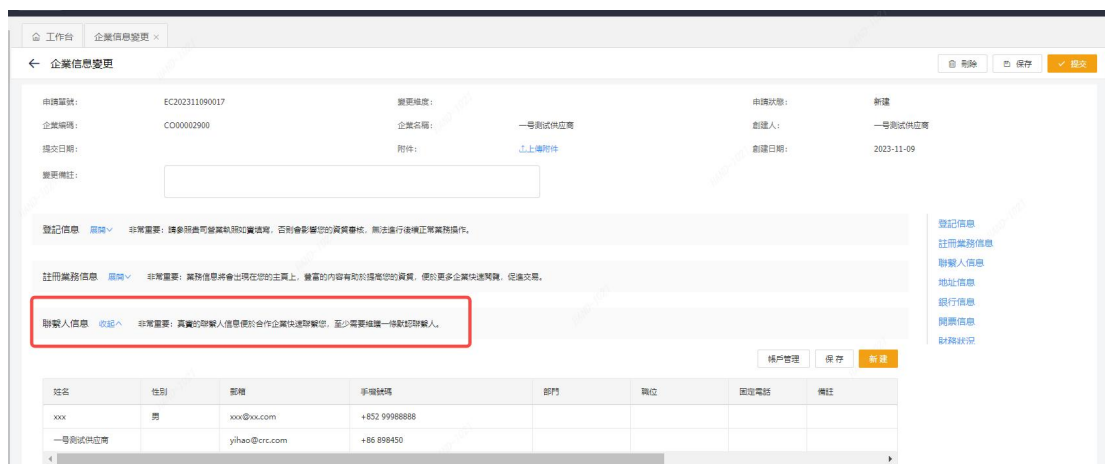 工作台 企業信息變更 ×
← 企業信息變更 刪除 保存 提交
申請單號: EC202311090017 變更維度: 申請狀態: 新建
企業編碼: CO00002900 企業名稱: 一号测试供应商 創建人: 一号测试供应商
提交日期: 附件: 上傳附件 創建日期: 2023-11-09
變更備註:
登記信息 展開 非常重要：請參照貴司營業執照如實填寫，否則會影響您的資質審核，無法進行後續正常業務操作。
註冊業務信息 展開 非常重要：業務信息將會出現在您的主頁上，豐富的內容有助於提高您的資質，便於更多企業快速閱覽，促進交易。
聯繫人信息 收起 非常重要：真實的聯繫人信息便於合作企業快速聯繫您，至少需要維護一條默認聯繫人。
登記信息
註冊業務信息
聯繫人信息
地址信息
銀行信息
開票信息
財務狀況
帳戶管理 保存 新建
姓名 性別 郵箱 手機號碼 部門 職位 固定電話 備註
xxx 男 xxx@xx.com +852 99988888
一号测试供应商 yihao@crc.com +86 898450